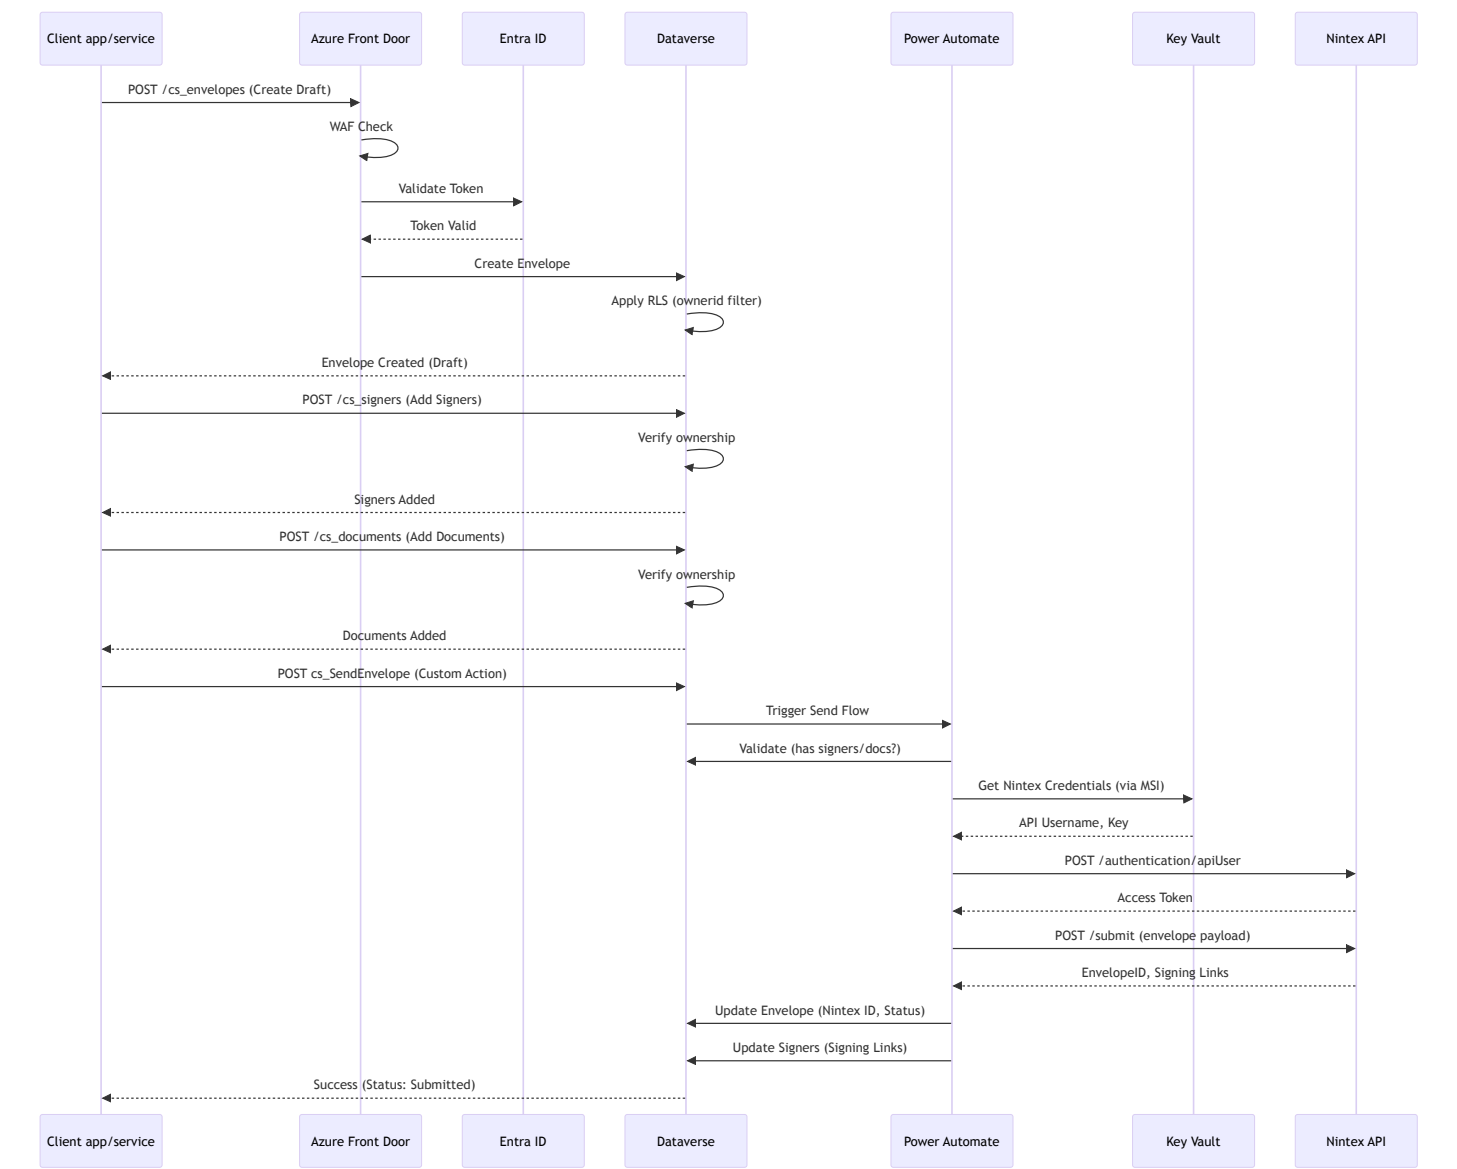 Client app/service
Azure Front Door
Entra ID
Dataverse
Power Automate
Key Vault
Nintex API
POST /cs_envelopes (Create Draft)
WAF Check
Validate Token
Token Valid
Create Envelope
Apply RLS (ownerid filter)
Envelope Created (Draft)
POST /cs_signers (Add Signers)
Verify ownership
Signers Added
POST /cs_documents (Add Documents)
Verify ownership
Documents Added
POST cs_SendEnvelope (Custom Action)
Trigger Send Flow
Validate (has signers/docs?)
Get Nintex Credentials (via MSI)
API Username, Key
POST /authentication/apiUser
Access Token
POST /submit (envelope payload)
EnvelopeID, Signing Links
Update Envelope (Nintex ID, Status)
Update Signers (Signing Links)
Success (Status: Submitted)
Client app/service
Azure Front Door
Entra ID
Dataverse
Power Automate
Key Vault
Nintex API